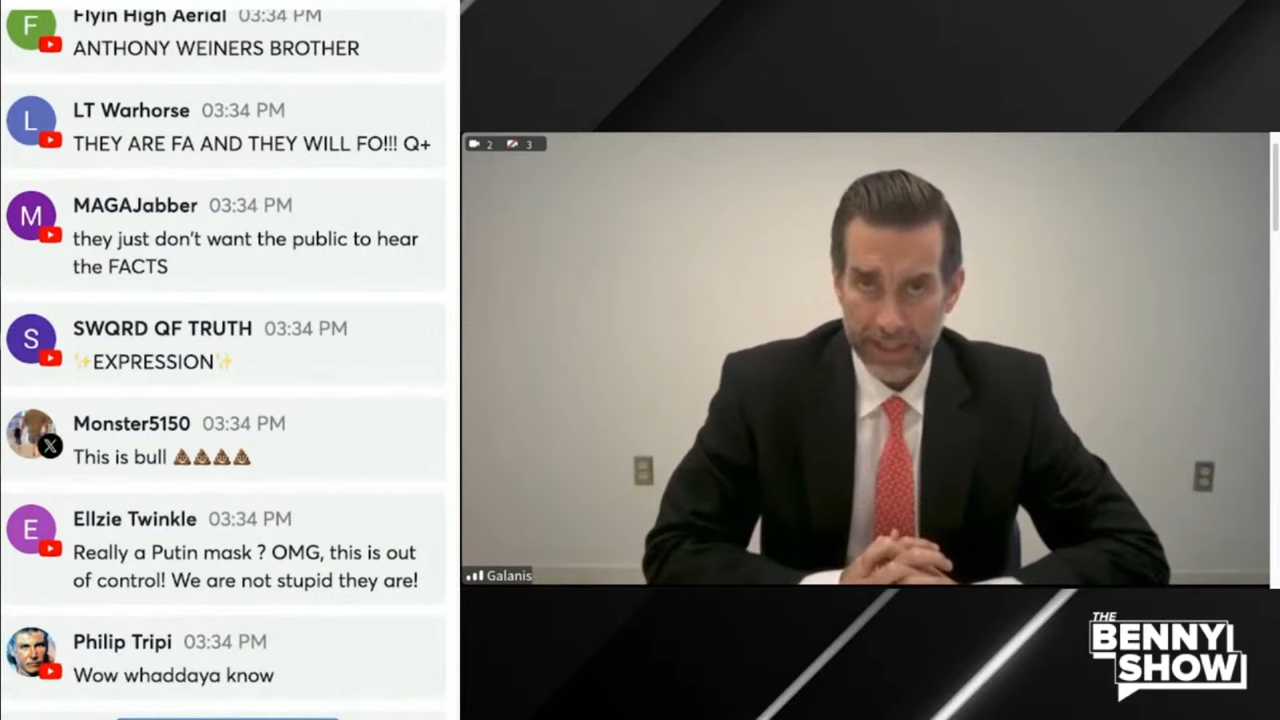 F
Flyin High Aerial 03:34 PM
ANTHONY WEINERS BROTHER
L
LT Warhorse 03:34 PM
THEY ARE FA AND THEY WILL FO!!! Q+
M
MAGAJabber 03:34 PM
they just don't want the public to hear
the FACTS
S
SWQRD QF TRUTH 03:34 PM
✨EXPRESSION✨
Monster5150 03:34 PM
This is bull 💩💩💩💩
E
Ellzie Twinkle 03:34 PM
Really a Putin mask ? OMG, this is out
of control! We are not stupid they are!
Philip Tripi 03:34 PM
Wow whaddaya know
2 3
Galanis
THE
BENNY
SHOW